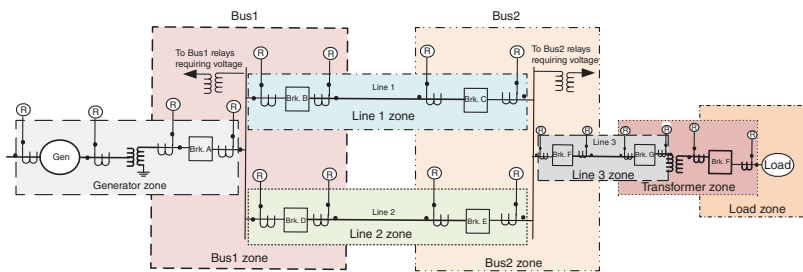 Bus1
Bus2
To Bus1 relays
requiring voltage
To Bus2 relays
requiring voltage
R
R
R
R
Line 1
Brk. B
Brk. C
Line 1 zone
R
R
R
R
Gen
Brk. A
Generator zone
R
R
R
R
Line 3
Brk. F
Brk. G
Line 3 zone
R
R
Brk. F
Load
Transformer zone
Load zone
R
R
R
R
Line 2
Brk. D
Brk. E
Line 2 zone
Bus1 zone
Bus2 zone